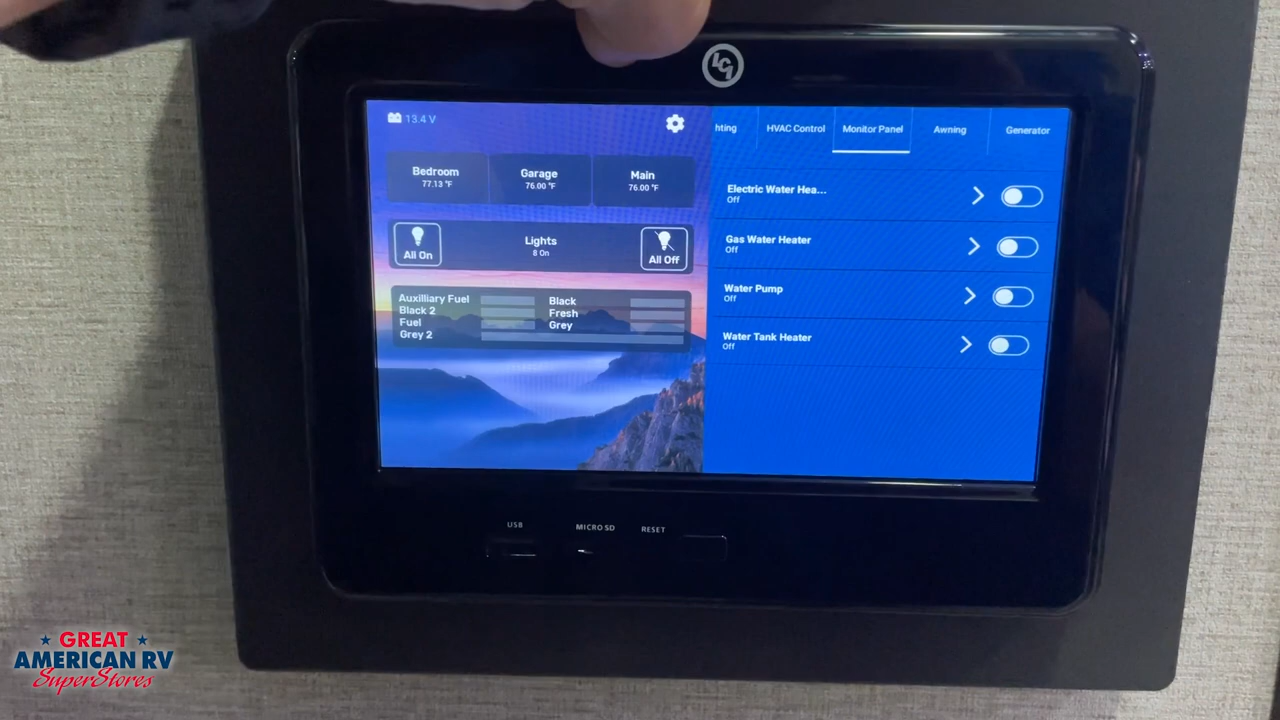 LCI
13.4 V
Bedroom
77.13 °F
Garage
76.00 °F
Main
76.00 °F
All On
Lights
8 On
All Off
Auxilliary Fuel
Black 2
Fuel
Grey 2
Black
Fresh
Grey
hting
HVAC Control
Monitor Panel
Awning
Generator
Electric Water Hea...
Off
Gas Water Heater
Off
Water Pump
Off
Water Tank Heater
Off
USB
MICRO SD
RESET
GREAT
AMERICAN RV
SuperStores